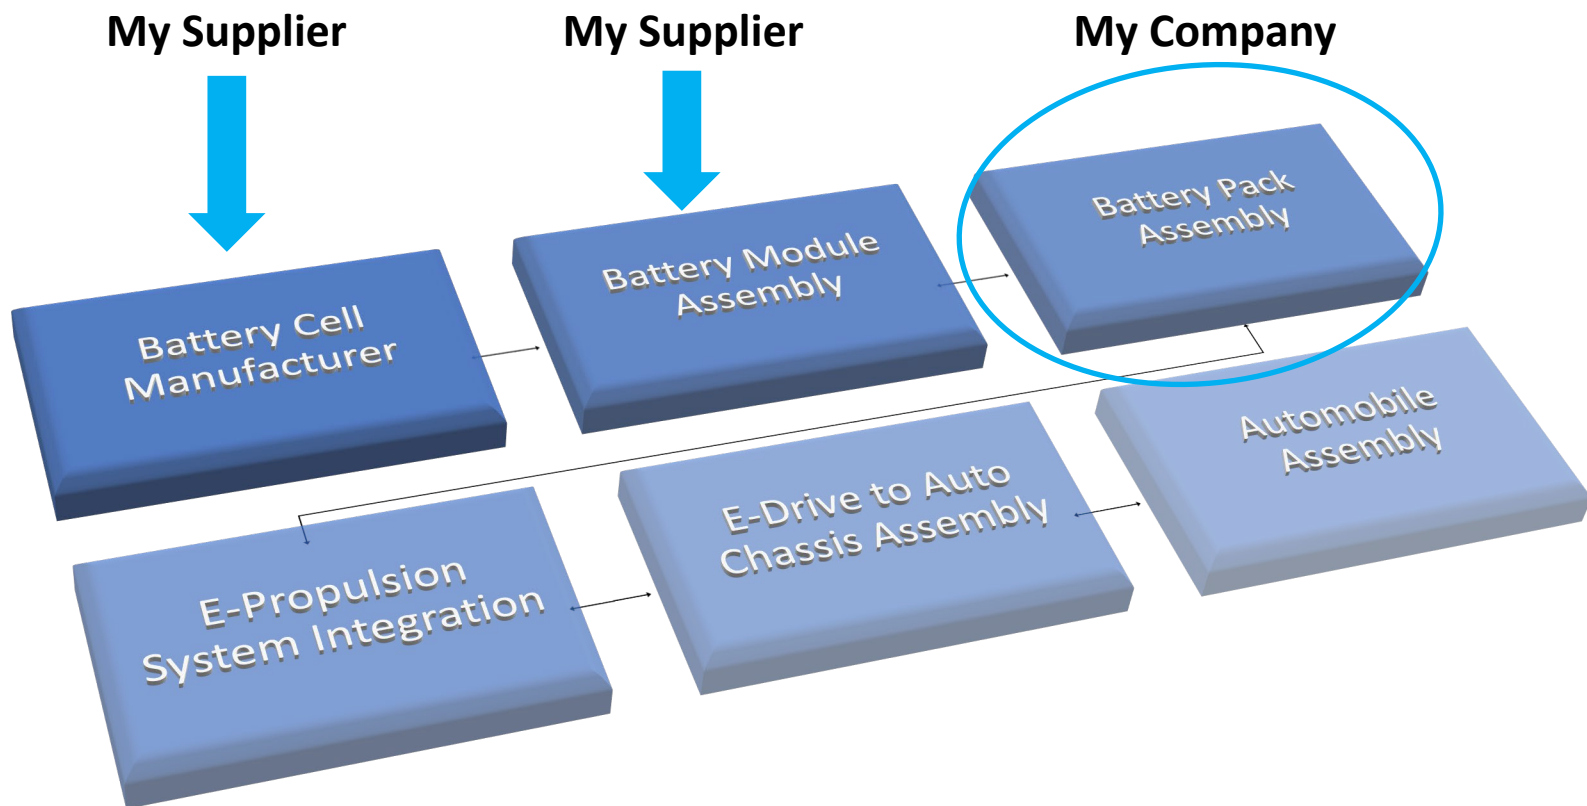 My Supplier
My Supplier
My Company
Battery Cell
Manufacturer
Battery Module
Assembly
Battery Pack
Assembly
E-Propulsion
System Integration
E-Drive to Auto
Chassis Assembly
Automobile
Assembly